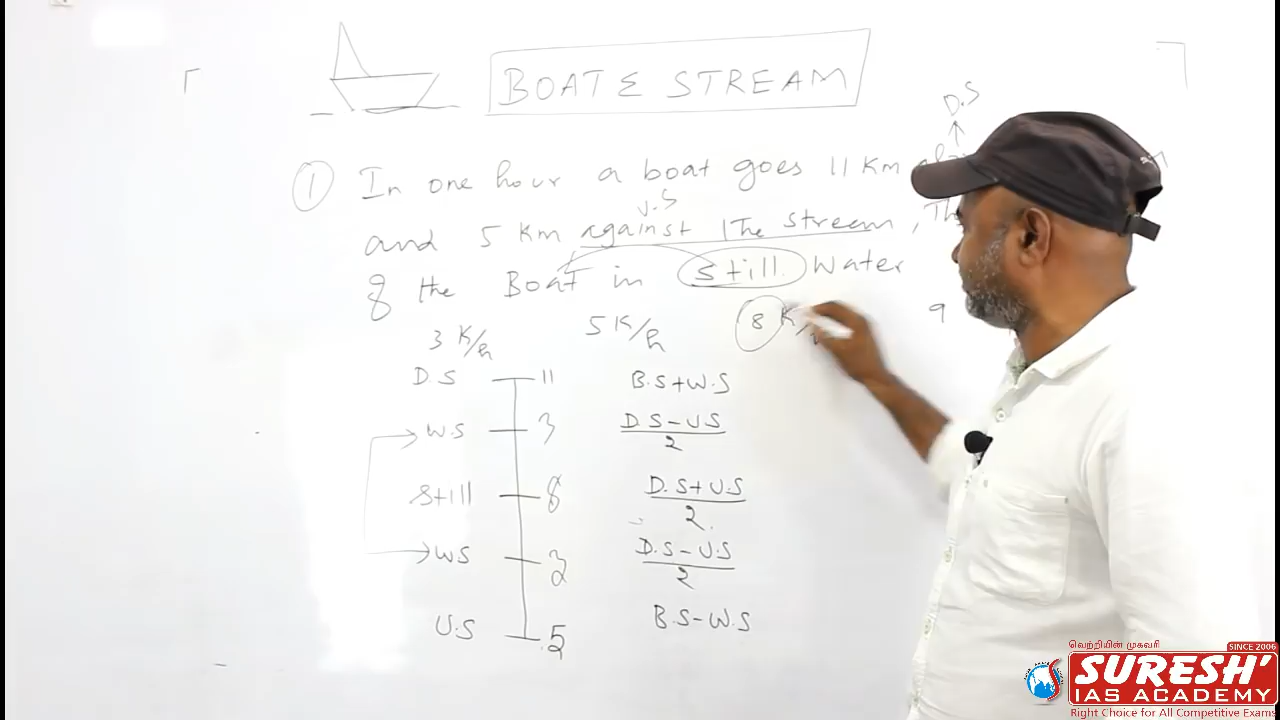 BOAT & STREAM
D.S
① In one hour a boat goes 11 Km
U.S
and 5 Km against the stream, The
of the Boat in still Water
3 K/h 5 K/h 8 K/h 9
D.S 11 B.S+W.S
W.S 3 D.S-U.S/2
Still 8 D.S+U.S/2
WS 3 D.S-U.S/2
U.S 5 B.S-W.S
வெற்றியின் முகவரி
SINCE 2006
SURESH'
IAS ACADEMY
Right Choice for All Competitive Exams